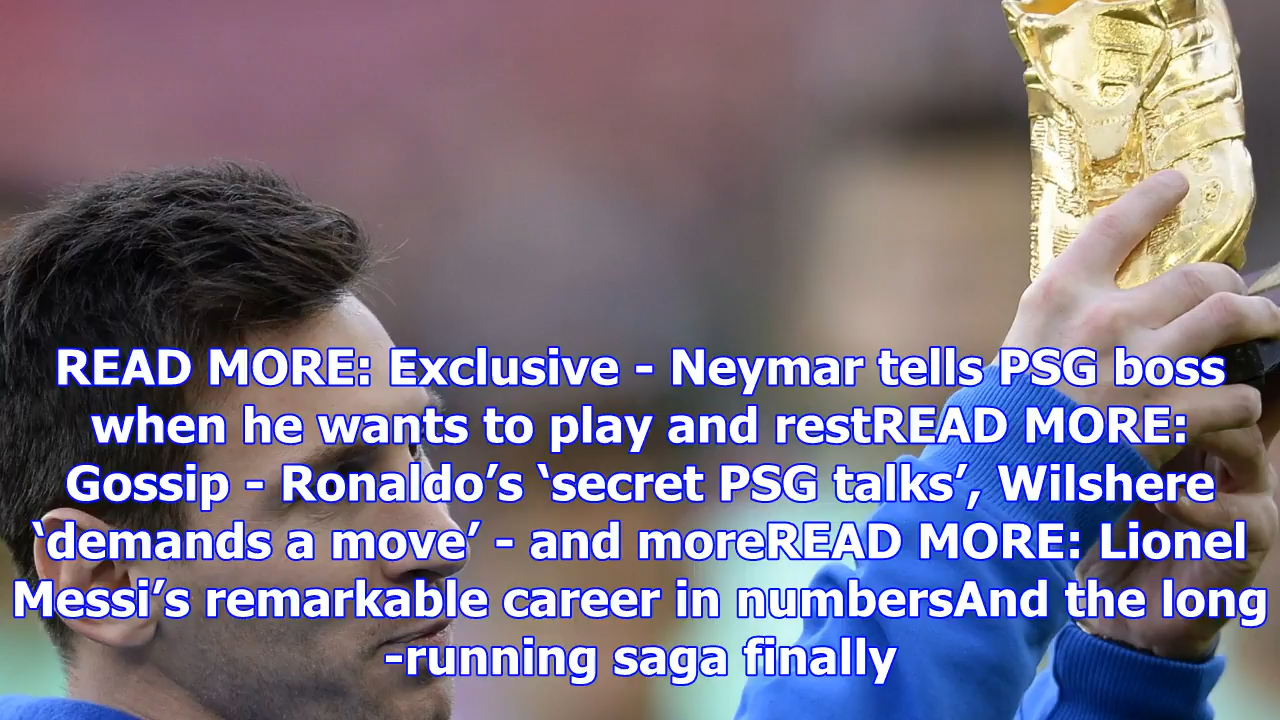 READ MORE: Exclusive - Neymar tells PSG boss
when he wants to play and restREAD MORE:
Gossip - Ronaldo’s ‘secret PSG talks’, Wilshere
‘demands a move’ - and moreREAD MORE: Lionel
Messi’s remarkable career in numbersAnd the long
-running saga finally